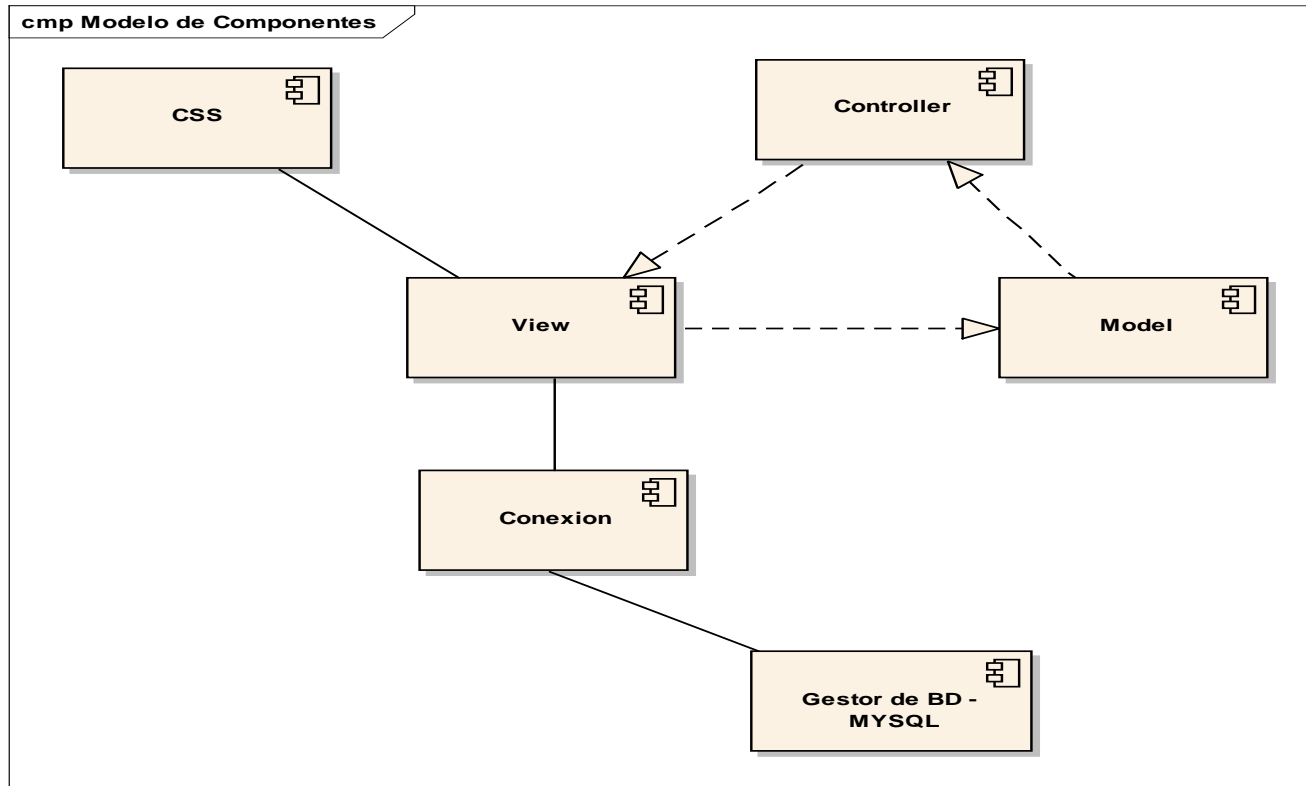 cmp Modelo de Componentes
CSS
Controller
View
Model
Conexion
Gestor de BD -
MYSQL